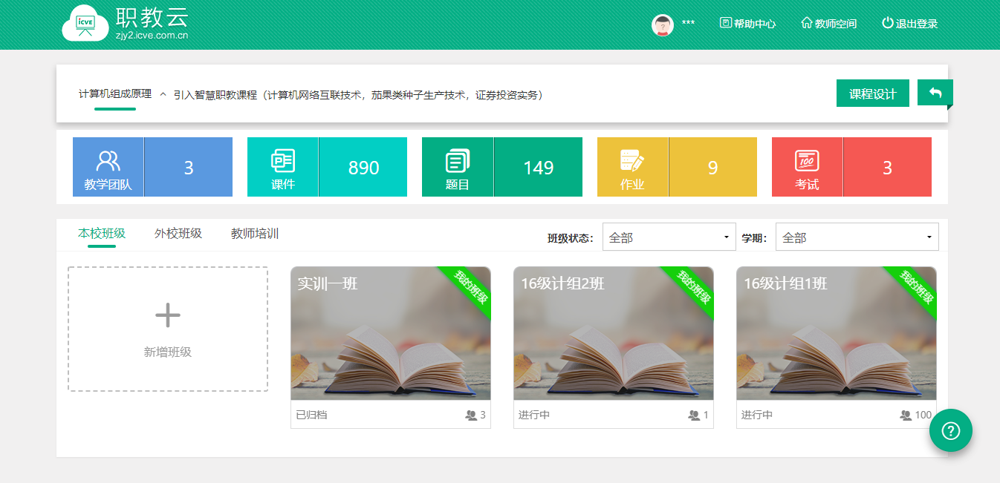 icve 职教云
zjy2.icve.com.cn
*** 帮助中心 教师空间 退出登录
计算机组成原理 引入智慧职教课程（计算机网络互联技术，茄果类种子生产技术，证券投资实务）
课程设计
教学团队 3
课件 890
题目 149
作业 9
100
考试 3
本校班级 外校班级 教师培训
班级状态： 全部 学期： 全部
新增班级
实训一班 我的班级
已归档 3
16级计组2班 我的班级
进行中 1
16级计组1班 我的班级
进行中 100